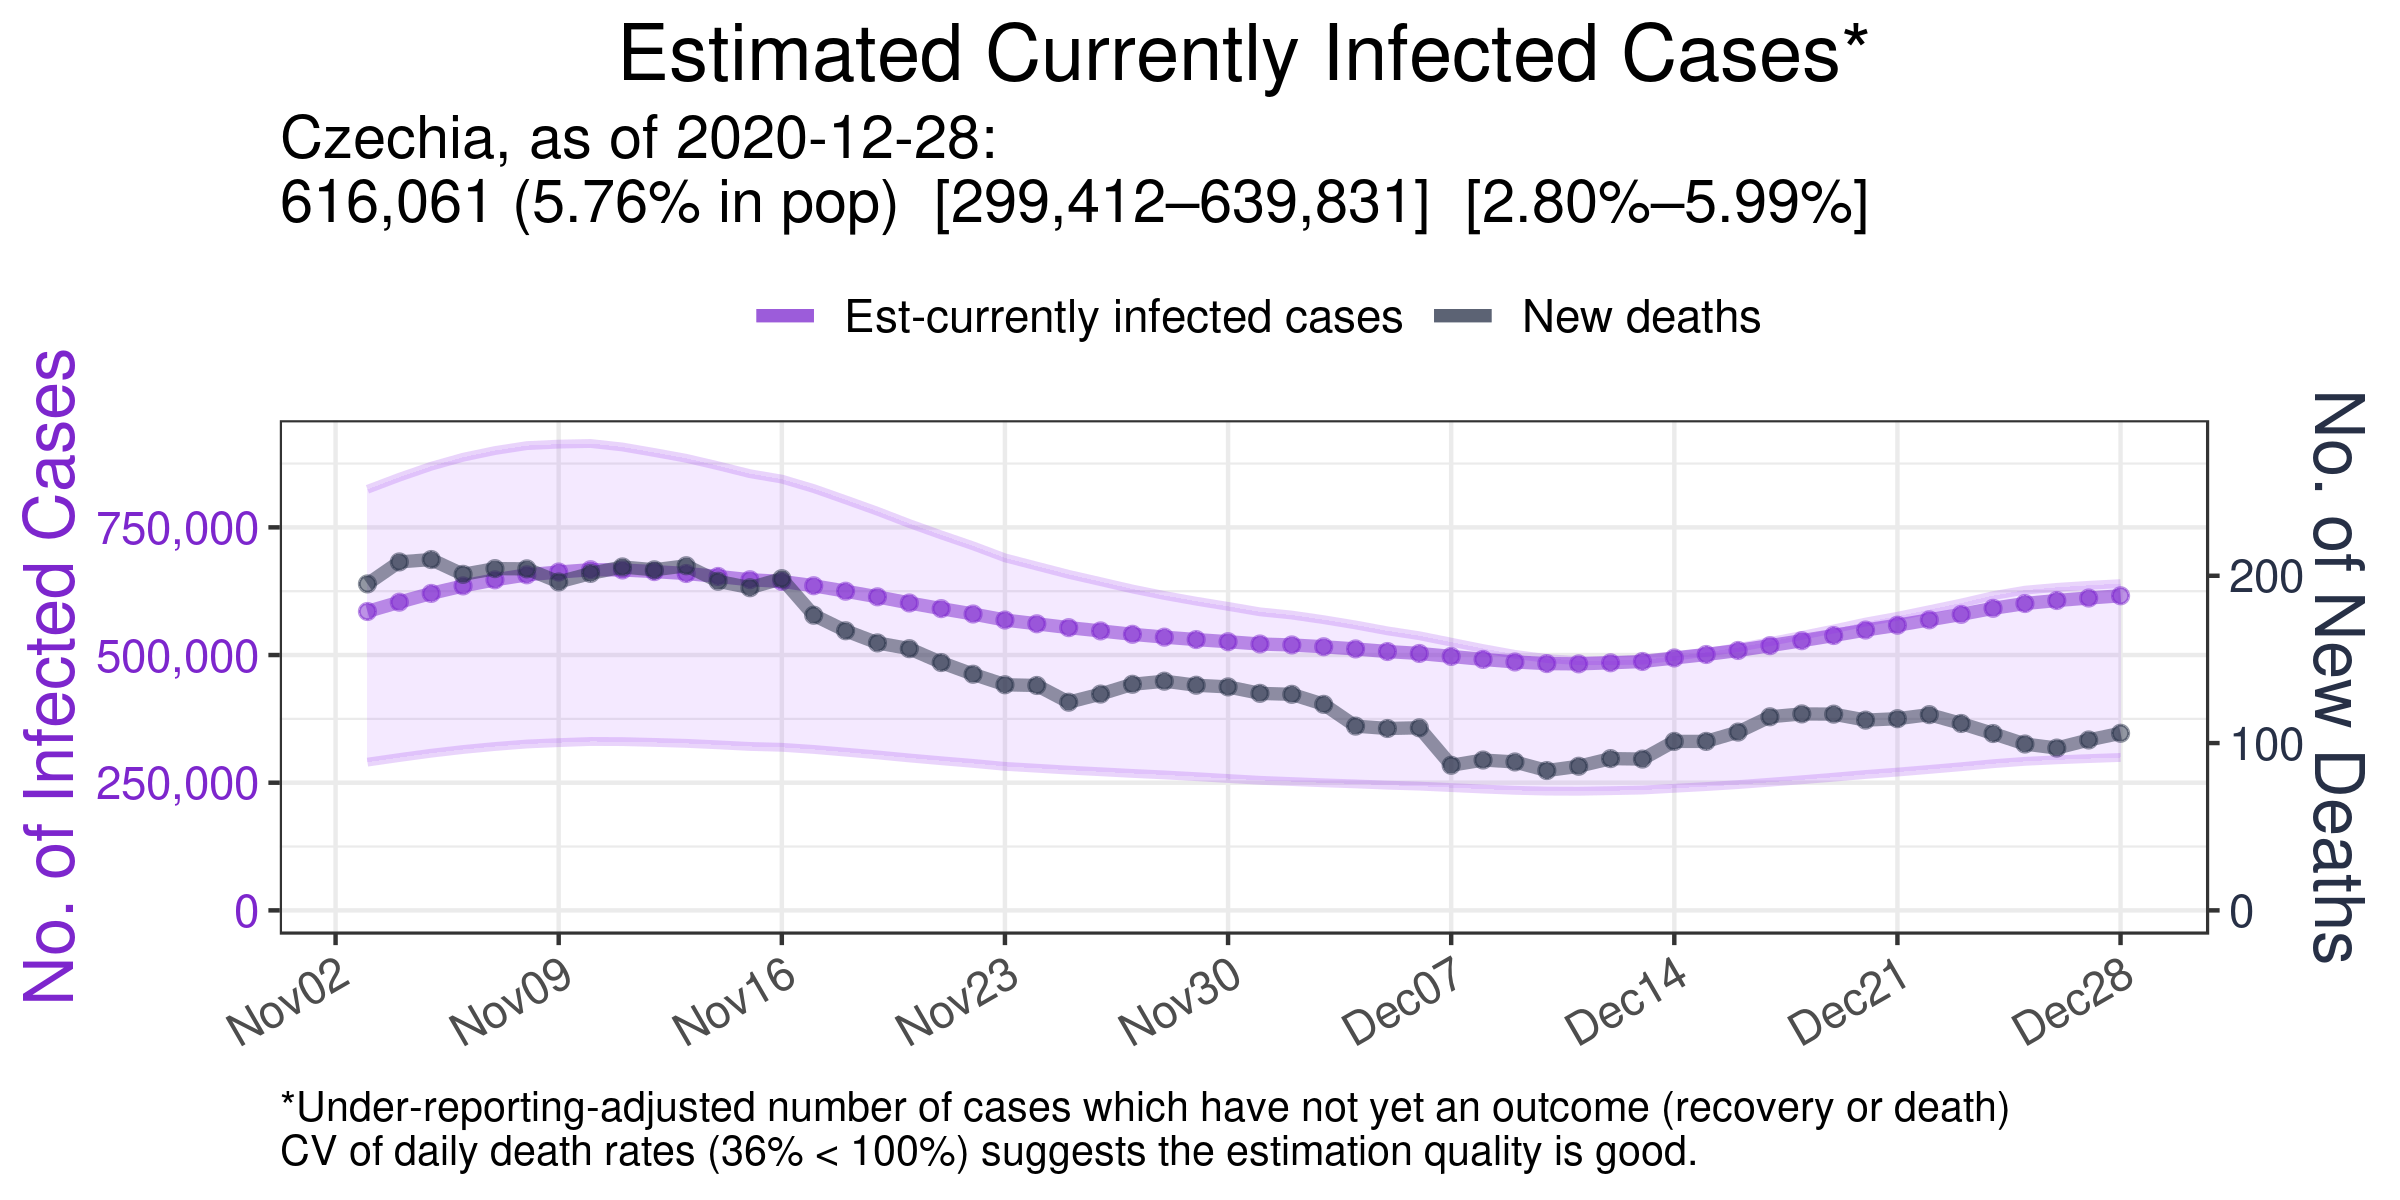 Estimated Currently Infected Cases*
Czechia, as of 2020-12-28:
616,061 (5.76% in pop)  [299,412–639,831]  [2.80%–5.99%]
Est-currently infected cases
New deaths
No. of Infected Cases
750,000
500,000
250,000
0
No. of New Deaths
200
100
0
Nov02
Nov09
Nov16
Nov23
Nov30
Dec07
Dec14
Dec21
Dec28
*Under-reporting-adjusted number of cases which have not yet an outcome (recovery or death)
CV of daily death rates (36% < 100%) suggests the estimation quality is good.